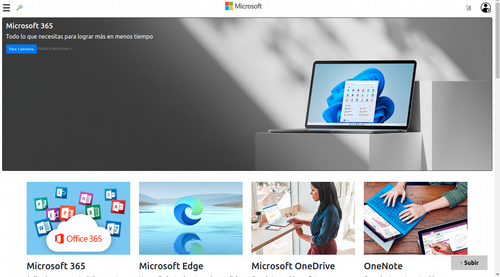 Microsoft
Microsoft 365
Todo lo que necesitas para lograr más en menos tiempo
Para 1 persona
Hasta 6 personas >
Office 365
Microsoft 365
Microsoft Edge
Microsoft OneDrive
OneNote
↑ Subir